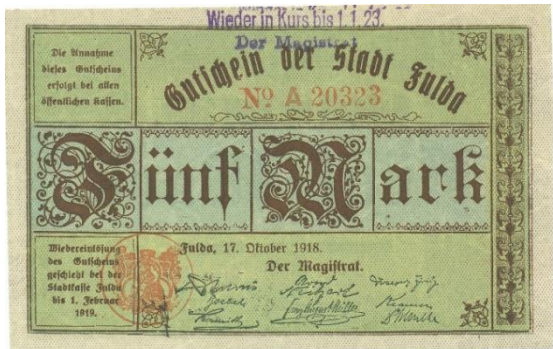 Wieder in Kurs bis 1.1.23.
Der Magistrat
Die Annahme
dieses Gutscheins
erfolgt bei allen
öffentlichen Kassen.
Gutschein der Stadt Fulda
No A 20323
Fünf Mark
Wiedereinlösung
des Gutscheins
geschieht bei der
Stadtkasse Fulda
bis 1. Februar
1919.
Fulda, 17. Oktober 1918.
Der Magistrat.